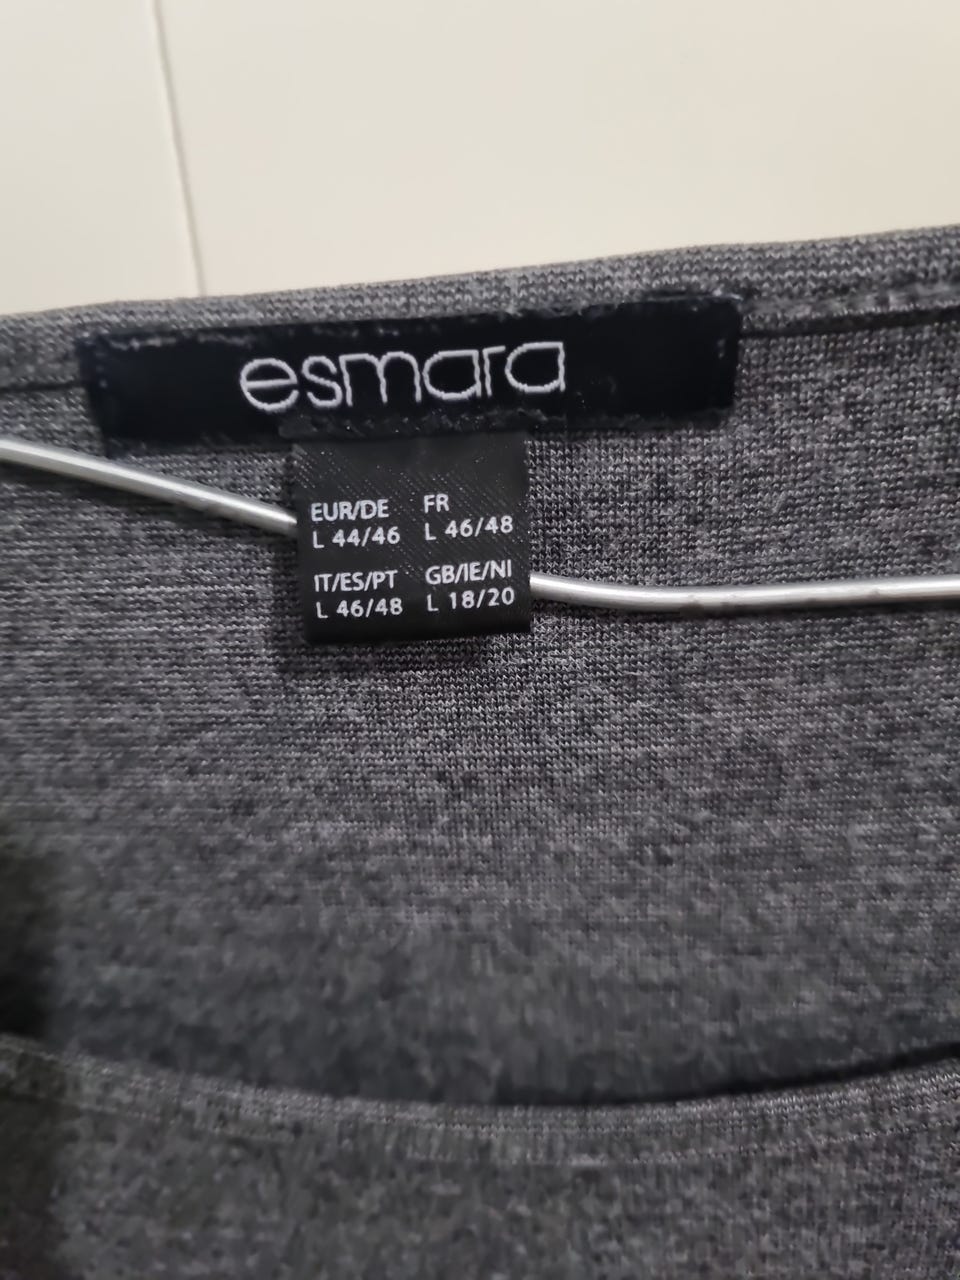 esmara
EUR/DE FR
L 44/46 L 46/48
IT/ES/PT GB/IE/NI
L 46/48 L 18/20